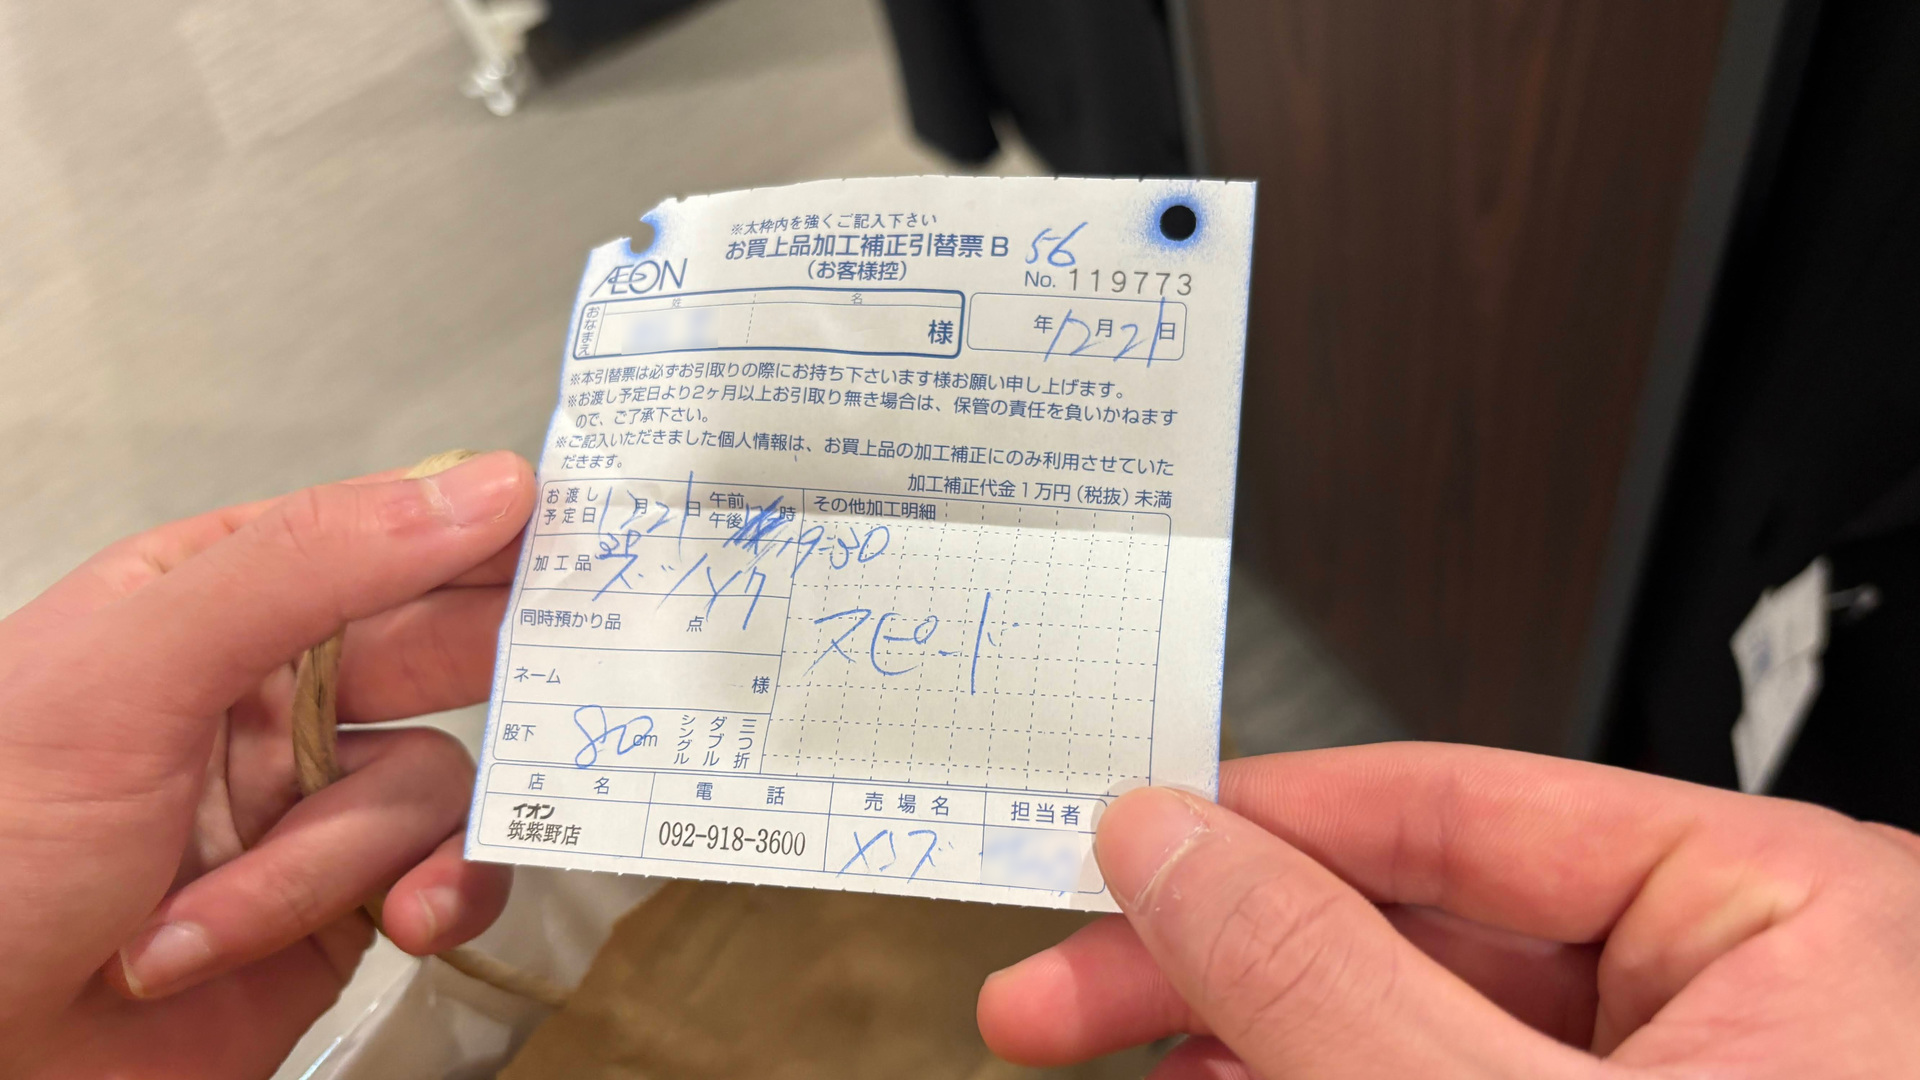 ※太枠内を強くご記入下さい
お買上品加工補正引替票 B 56
(お客様控)
ÆON
No. 119773
おなまえ 姓 名 様
年 12月 21日
※本引替票は必ずお引取りの際にお持ち下さいます様お願い申し上げます。
※お渡し予定日より2ヶ月以上お引取り無き場合は、保管の責任を負いかねます
ので、ご了承下さい。
※ご記入いただきました個人情報は、お買上品の加工補正にのみ利用させていた
だきます。
加工補正代金1万円(税抜)未満
お渡し予定日 12月21日 午前 午後 時 19-30
その他加工明細
加工品
同時預かり品 点
スピード
ネーム 様
股下 80 cm シングル ダブル 三つ折
店名 電話 売場名 担当者
イオン
筑紫野店 092-918-3600 メンズ